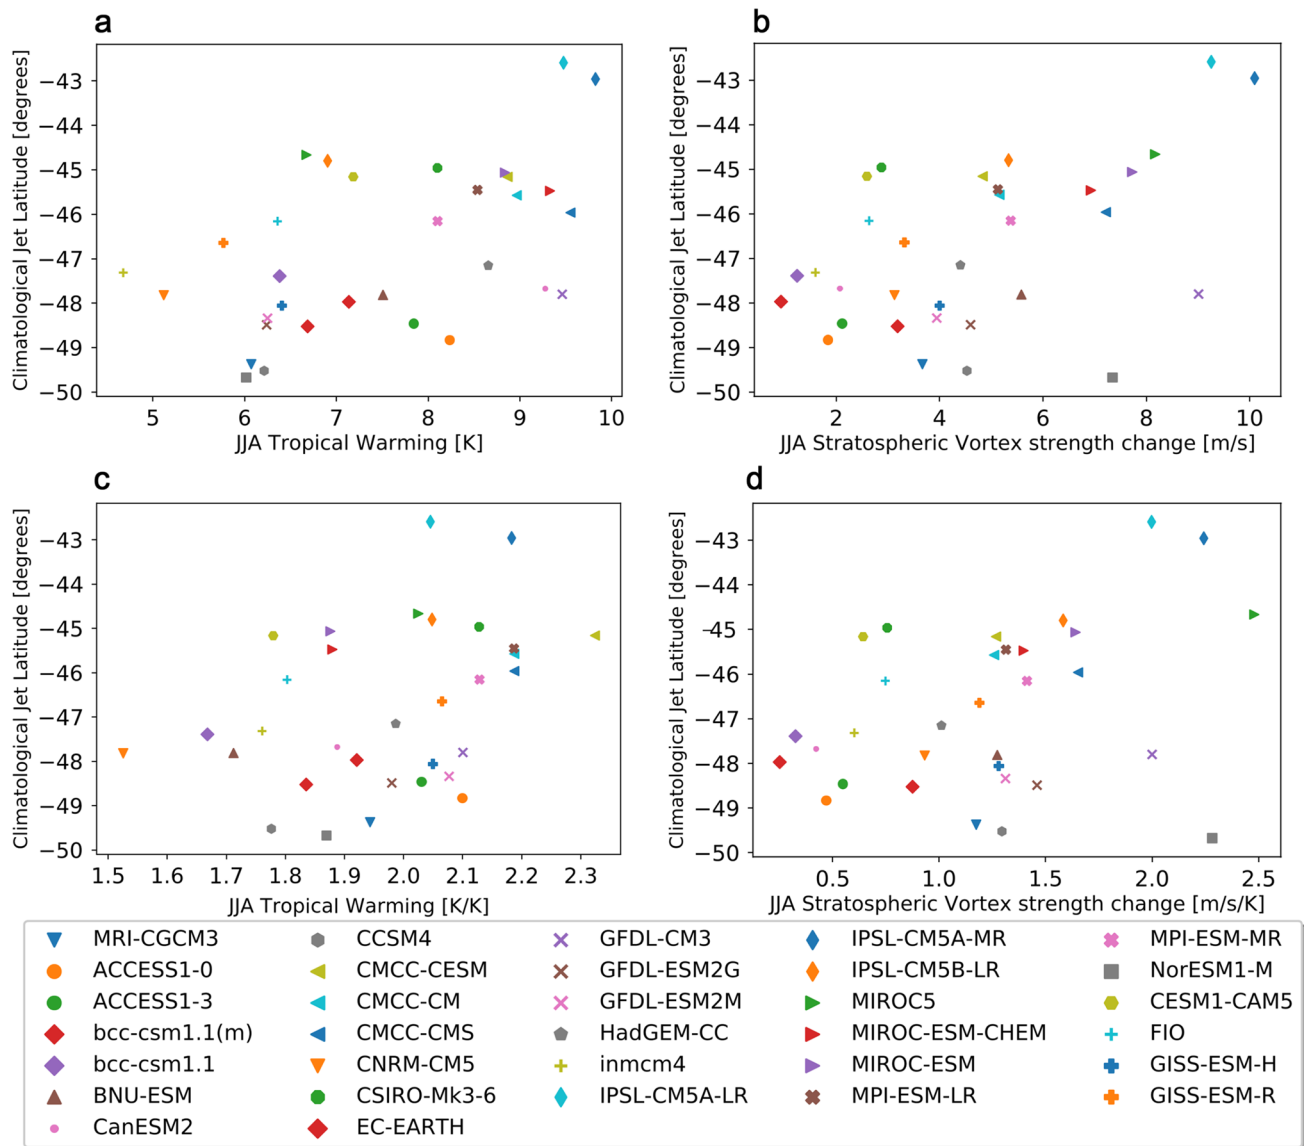 a
b
Climatological Jet Latitude [degrees]
−43
−44
−45
−46
−47
−48
−49
−50
5 6 7 8 9 10
JJA Tropical Warming [K]
Climatological Jet Latitude [degrees]
−43
−44
−45
−46
−47
−48
−49
−50
2 4 6 8 10
JJA Stratospheric Vortex strength change [m/s]
c
d
Climatological Jet Latitude [degrees]
−43
−44
−45
−46
−47
−48
−49
−50
1.5 1.6 1.7 1.8 1.9 2.0 2.1 2.2 2.3
JJA Tropical Warming [K/K]
Climatological Jet Latitude [degrees]
−43
−44
−45
−46
−47
−48
−49
−50
0.5 1.0 1.5 2.0 2.5
JJA Stratospheric Vortex strength change [m/s/K]
MRI-CGCM3
ACCESS1-0
ACCESS1-3
bcc-csm1.1(m)
bcc-csm1.1
BNU-ESM
CanESM2
CCSM4
CMCC-CESM
CMCC-CM
CMCC-CMS
CNRM-CM5
CSIRO-Mk3-6
EC-EARTH
GFDL-CM3
GFDL-ESM2G
GFDL-ESM2M
HadGEM-CC
inmcm4
IPSL-CM5A-LR
IPSL-CM5A-MR
IPSL-CM5B-LR
MIROC5
MIROC-ESM-CHEM
MIROC-ESM
MPI-ESM-LR
MPI-ESM-MR
NorESM1-M
CESM1-CAM5
FIO
GISS-ESM-H
GISS-ESM-R